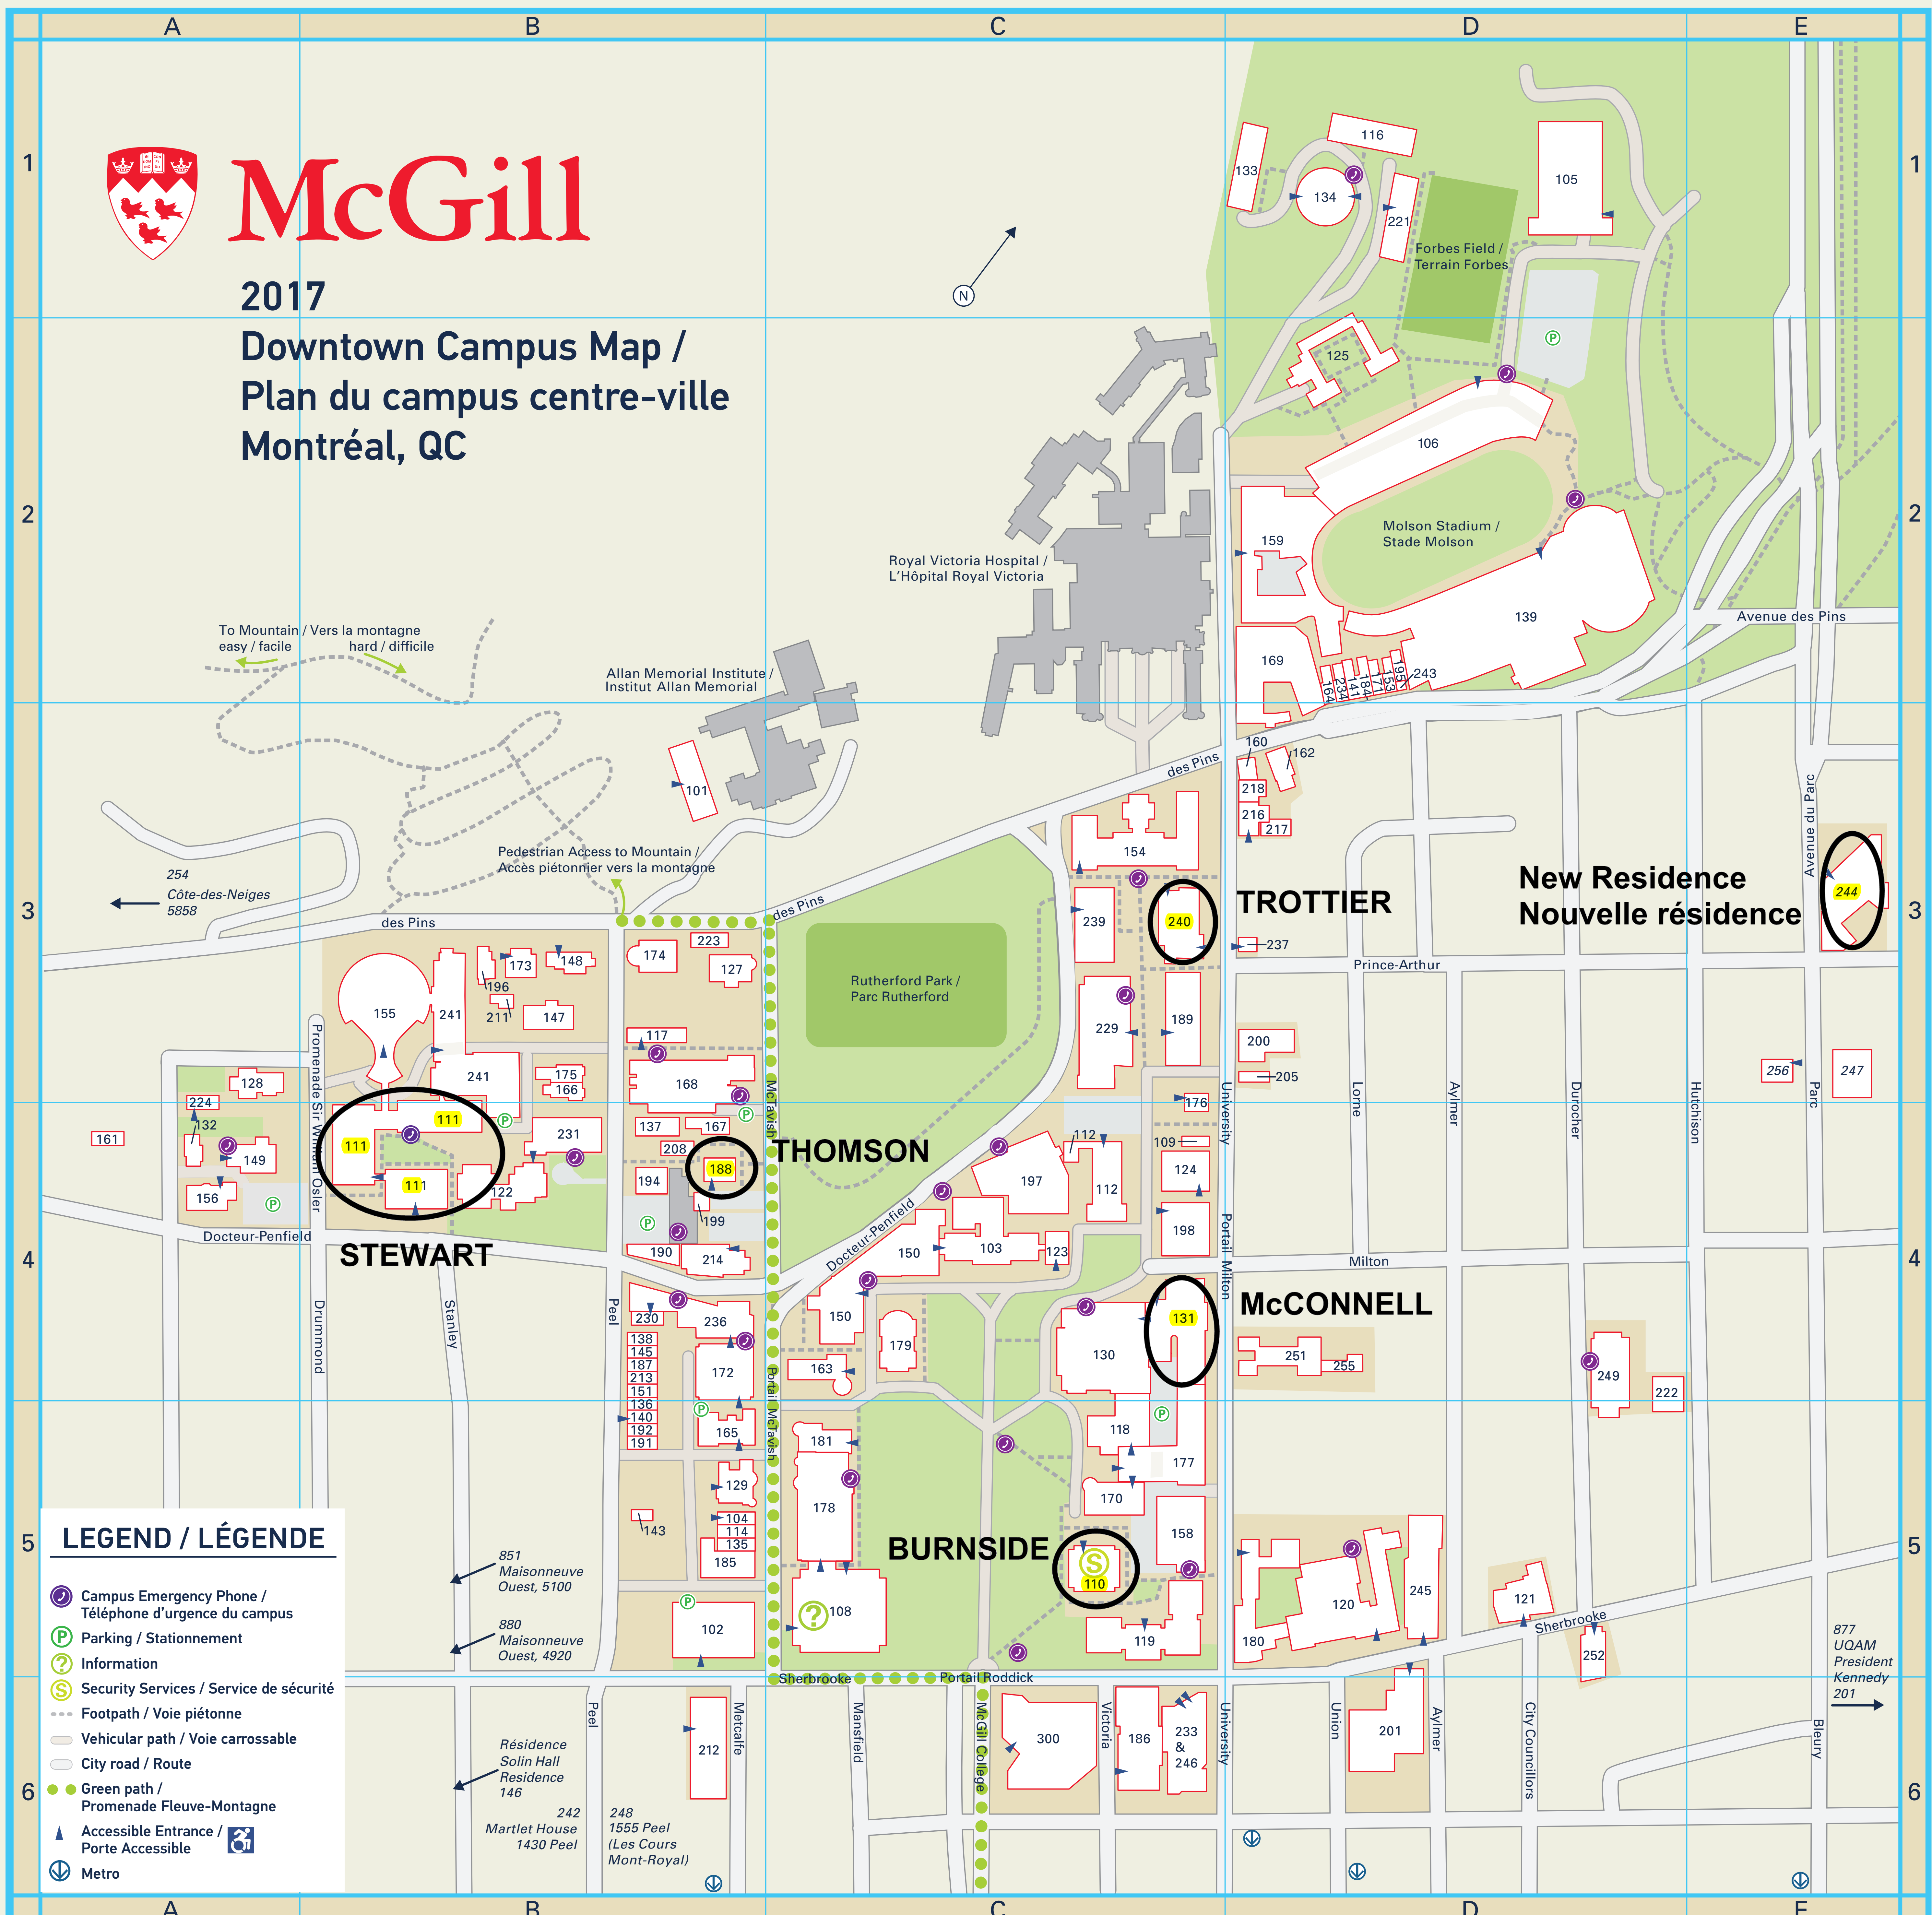 A B C D E
1 1
McGill
2017
Downtown Campus Map /
Plan du campus centre-ville
Montréal, QC
N
116
133
134
221
105
Forbes Field /
Terrain Forbes
P
125
106
2 2
Molson Stadium /
Stade Molson
159
139
169
164
234
141
184
171
153
195
243
Avenue des Pins
Royal Victoria Hospital /
L'Hôpital Royal Victoria
To Mountain / Vers la montagne
easy / facile hard / difficile
Allan Memorial Institute /
Institut Allan Memorial
101
des Pins
160
162
218
216
217
154
Pedestrian Access to Mountain /
Accès piétonnier vers la montagne
254
Côte-des-Neiges
5858
3 3
des Pins
des Pins
239
240
TROTTIER
237
New Residence
Nouvelle résidence
244
Avenue du Parc
Prince-Arthur
174
223
127
173
148
196
211
147
155
241
241
Rutherford Park /
Parc Rutherford
229
189
200
205
256
247
117
168
175
166
128
224
132
161
149
156
P
Promenade Sir William Osler
111
111
111
P
231
122
STEWART
137
167
P
208
188
THOMSON
194
199
P
190
214
McTavish
176
109
112
112
124
197
198
University
Lorne
Aylmer
Durocher
Hutchison
Parc
4 4
Docteur-Penfield
Docteur-Penfield
150
103
123
150
179
163
130
131
McCONNELL
Milton
Portail Milton
251
255
249
222
Drummond
Stanley
Peel
230
236
138
145
187
213
151
136
140
192
191
172
P
165
Portail McTavish
129
143
104
114
135
185
P
102
181
178
?
108
118
P
177
170
158
BURNSIDE
S
110
119
5 5
180
120
245
121
252
Sherbrooke
Sherbrooke
Portail Roddick
851
Maisonneuve
Ouest, 5100
880
Maisonneuve
Ouest, 4920
877
UQAM
President
Kennedy
201
Peel
Metcalfe
Mansfield
McGill College
Victoria
University
Union
Aylmer
City Councillors
Bleury
212
300
186
233
&
246
201
Résidence
Solin Hall
Residence
146
242
Martlet House
1430 Peel
248
1555 Peel
(Les Cours
Mont-Royal)
6 6
LEGEND / LÉGENDE
Campus Emergency Phone /
Téléphone d'urgence du campus
P Parking / Stationnement
? Information
S Security Services / Service de sécurité
Footpath / Voie piétonne
Vehicular path / Voie carrossable
City road / Route
Green path /
Promenade Fleuve-Montagne
Accessible Entrance /
Porte Accessible
Metro
A B C D E